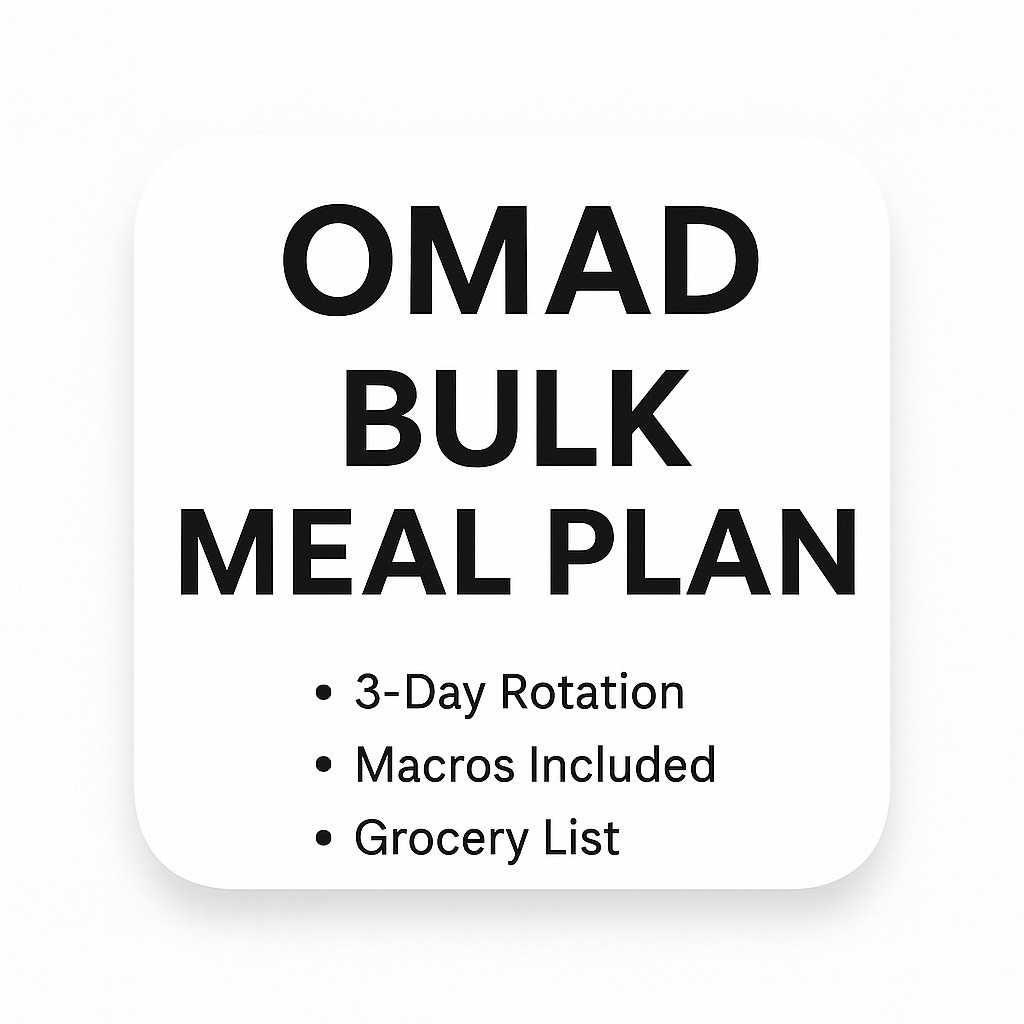 OMAD
BULK
MEAL PLAN
• 3-Day Rotation
• Macros Included
• Grocery List